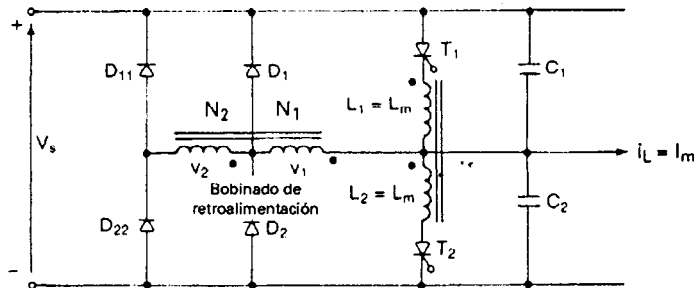 +
T₁
D₁₁
D₁
C₁
N₂ N₁
L₁ = Lₘ
Vₛ
v₂
v₁
iL = Iₘ
Bobinado de
retroalimentación
L₂ = Lₘ
C₂
D₂₂
D₂
T₂
−